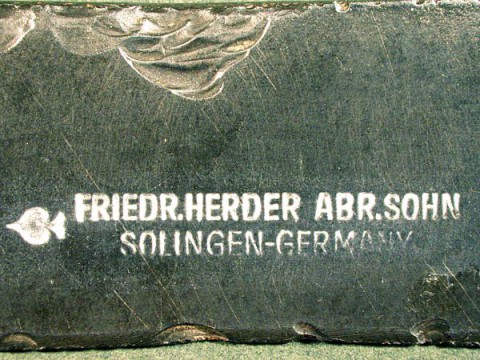 FRIEDR.HERDER ABR.SOHN
SOLINGEN-GERMANY